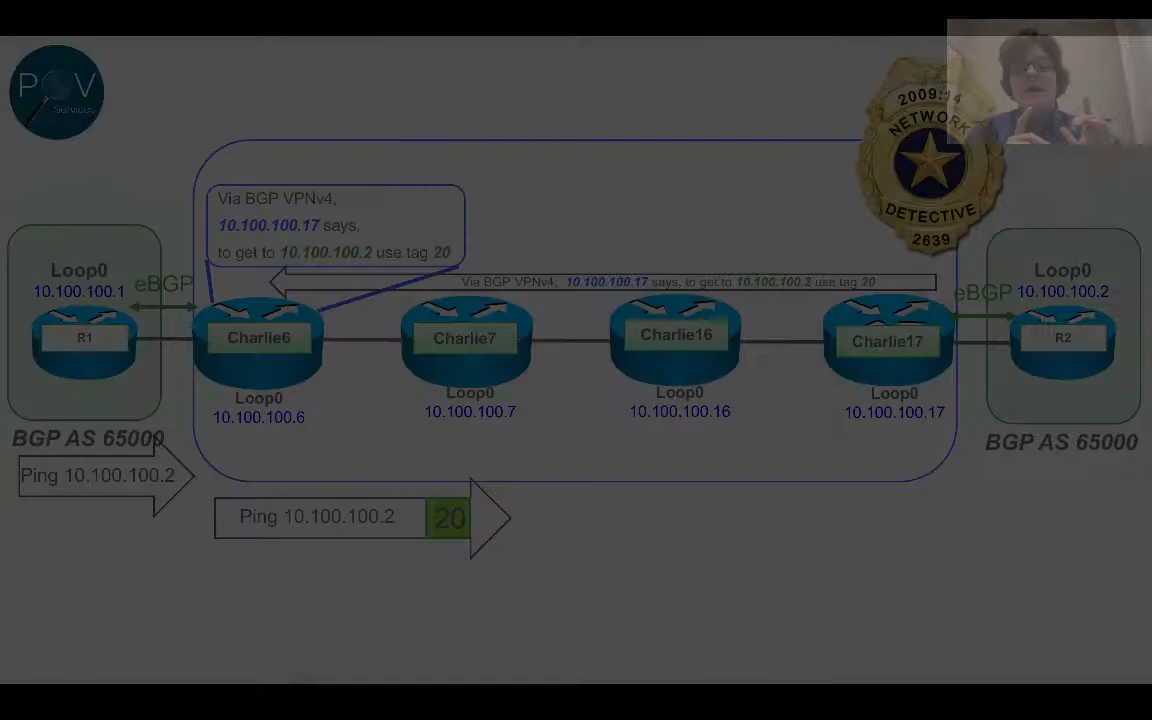 POV
Services
2009:14
NETWORK
DETECTIVE
2639
Via BGP VPNv4,
10.100.100.17 says,
to get to 10.100.100.2 use tag 20
Via BGP VPNv4, 10.100.100.17 says, to get to 10.100.100.2 use tag 20
Loop0
10.100.100.1
eBGP
R1
Charlie6
Loop0
10.100.100.6
Charlie7
Loop0
10.100.100.7
Charlie16
Loop0
10.100.100.16
Charlie17
Loop0
10.100.100.17
eBGP
Loop0
10.100.100.2
R2
BGP AS 65000
BGP AS 65000
Ping 10.100.100.2
Ping 10.100.100.2
20